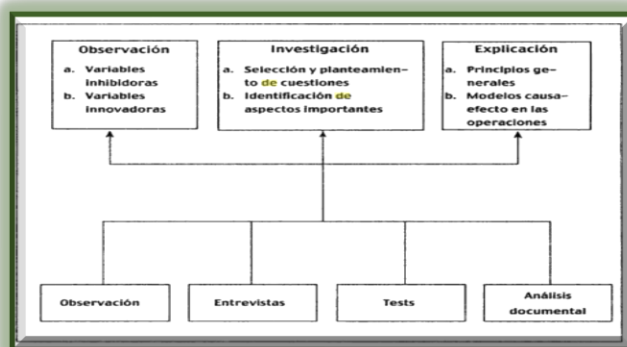 Observación
a. Variables
inhibidoras
b. Variables
innovadoras
Investigación
a. Selección y planteamien-
to de cuestiones
b. Identificación de
aspectos importantes
Explicación
a. Principios ge-
nerales
b. Modelos causa-
efecto en las
operaciones
Observación
Entrevistas
Tests
Análisis
documental